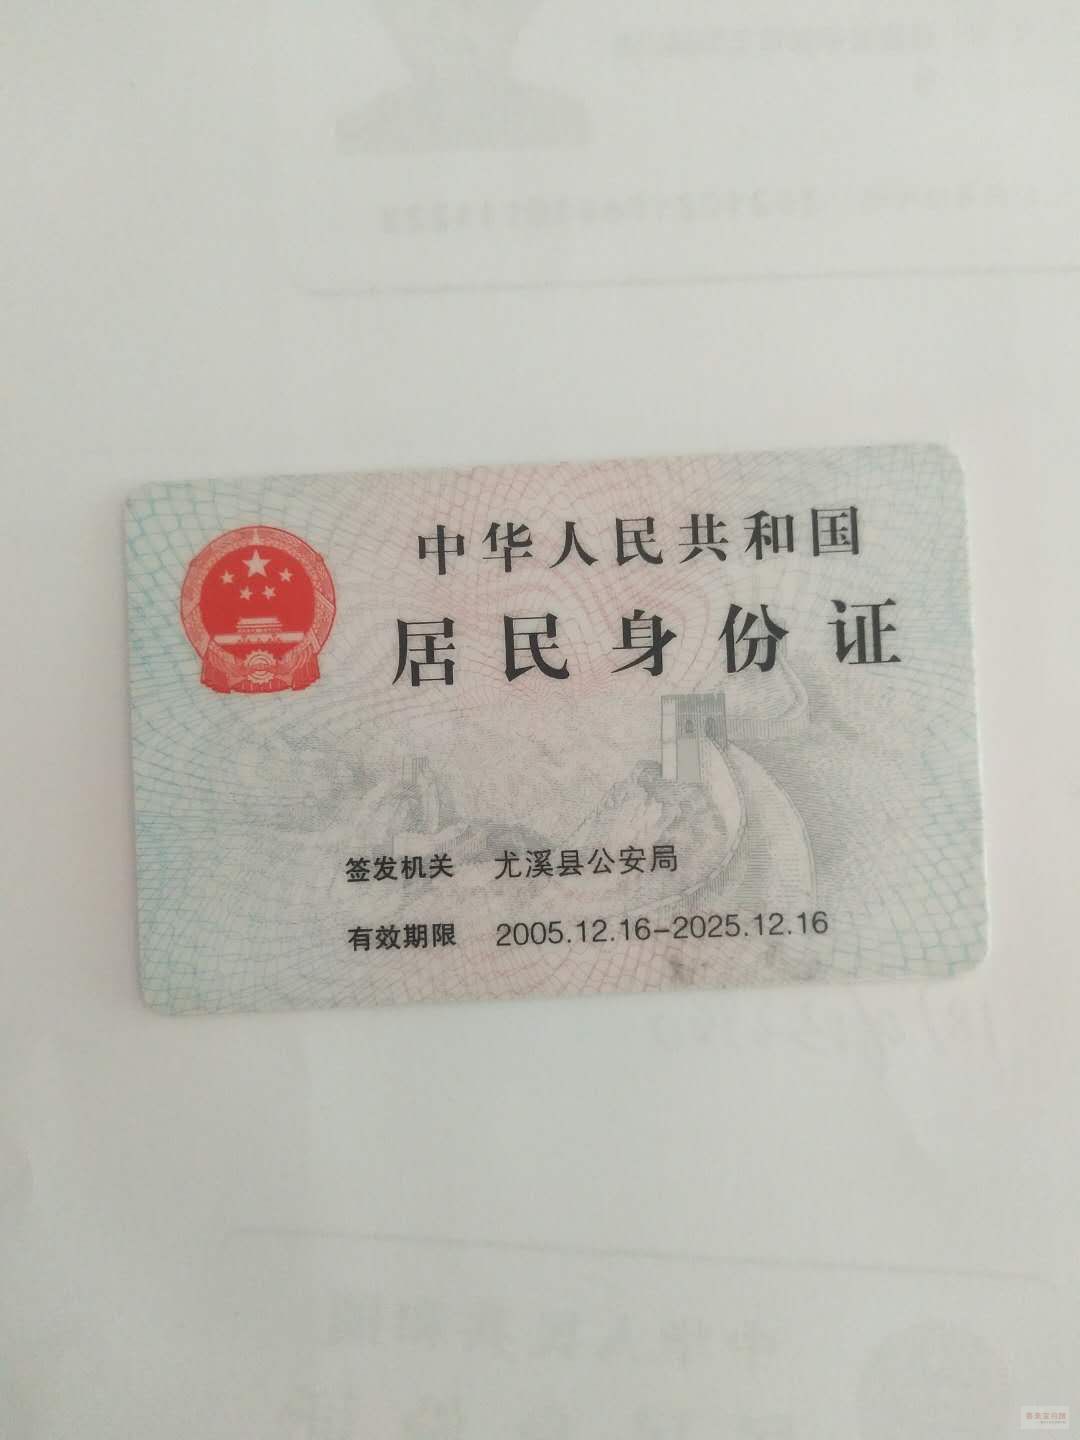 中华人民共和国
居民身份证
签发机关 尤溪县公安局
有效期限 2005.12.16-2025.12.16